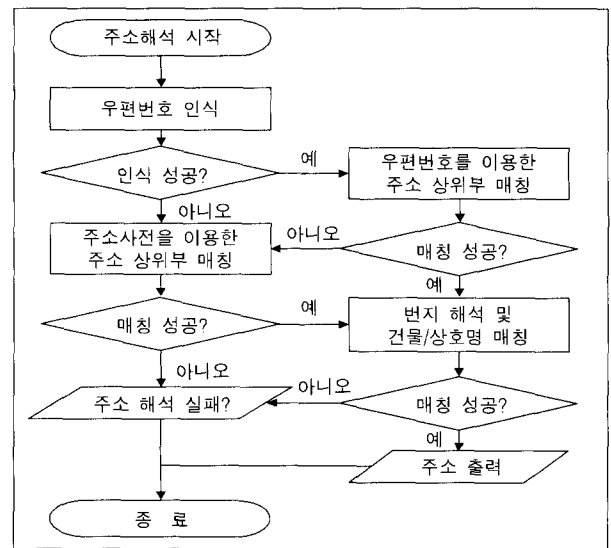 주소해석 시작
우편번호 인식
인식 성공?
예
우편번호를 이용한
주소 상위부 매칭
아니오
주소사전을 이용한
주소 상위부 매칭
아니오
매칭 성공?
예
매칭 성공?
예
번지 해석 및
건물/상호명 매칭
아니오
주소 해석 실패?
아니오
매칭 성공?
예
주소 출력
종 료